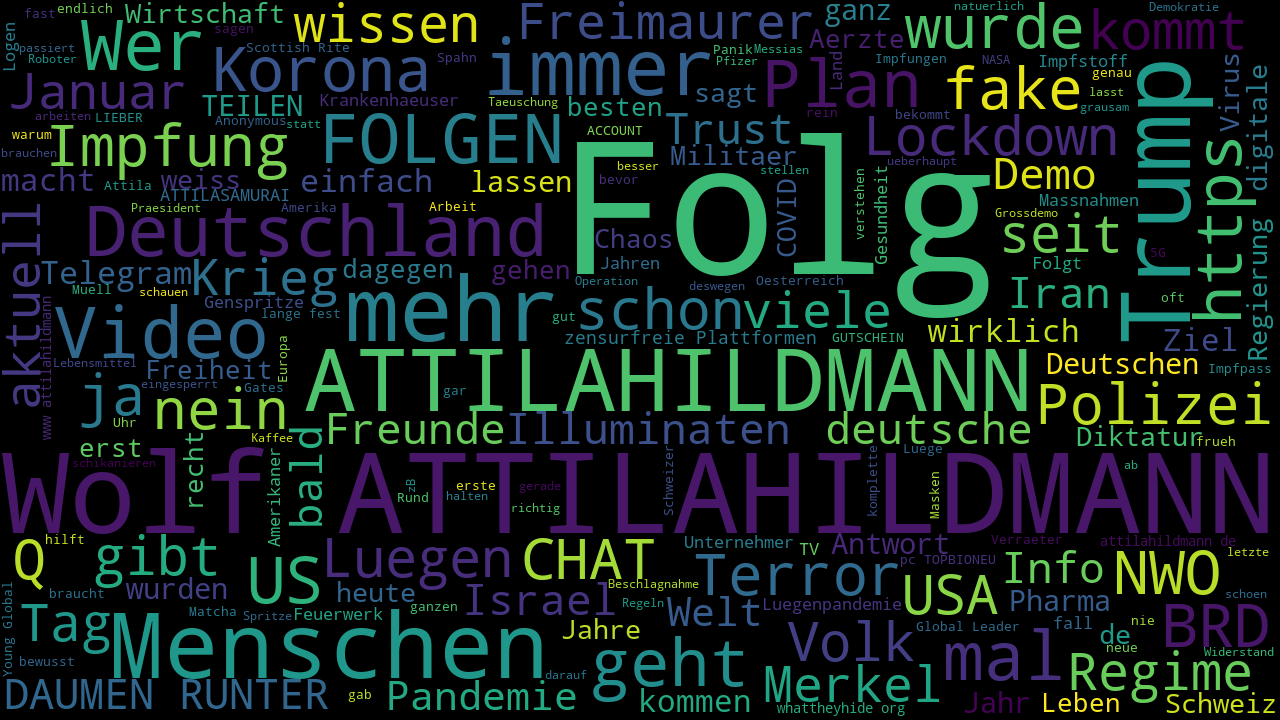 fast
endlich
Wirtschaft
wissen
Freimaurer
ganz
natuerlich
Demokratie
Logen
Wer
sagen
immer
Aerzte
wurde
kommt
passiert
Roboter
Scottish Rite
Korona
Spahn
Panik
Messias
Pfizer
Land
Impfungen
NASA
Impfstoff
genau
Januar
TEILEN
Krankenhaeuser
Taeuschung
besten
sagt
Plan
fake
lasst
grausam
Virus
digitale
arbeiten
LIEBER
Anonymous
statt
FOLGEN
ACCOUNT
Trust
rein
bekommt
Lockdown
Trump
https
warum
brauchen
Impfung
Folg
besser
Militaer
ueberhaupt
macht
Attila
weiss
einfach
lassen
bevor
stellen
verstehen
Demo
ATTILASAMURAI
Massnahmen
aktuell
Deutschland
Praesident
Amerika
Arbeit
Chaos
COVID
Gesundheit
Grossdemo
seit
5G
Regierung
Telegram
Krieg
dagegen
gehen
Jahren
Folgt
Muell
schauen
Genspritze
mehr
Operation
deswegen
Oesterreich
Iran
oft
www attilahildmann
Video
lange fest
gut
schon
viele
zensurfreie Plattformen
GUTSCHEIN
wirklich
Ziel
Lebensmittel
Freiheit
Europa
ATTILAHILDMANN
Deutschen
Impfpass
ja
eingesperrt
Gates
gar
nein
Polizei
Uhr
Freunde
Illuminaten
deutsche
erst
recht
Kaffee
bald
Diktatur
frueh
Wolf
schikanieren
Amerikaner
ATTILAHILDMANN
Schweizer
Luege
komplette
ab
zB
Rund
erste
halten
gerade
richtig
Masken
Q
hilft
gibt
US
Luegen
CHAT
Unternehmer
TV
Antwort
Verraeter
attilahildmann de
letzte
Terror
pc TOPBIONEU
Info
NWO
braucht
wurden
heute
Beschlagnahme
USA
schoen
Young Global
Tag
Matcha
Spritze
Feuerwerk
ganzen
Israel
Regeln
Welt
Luegenpandemie
Pharma
Menschen
Jahre
Volk
Global Leader
fall
de
nie
neue
BRD
bewusst
darauf
geht
Merkel
Regime
Widerstand
DAUMEN RUNTER
gab
Pandemie
kommen
whattheyhide org
Jahr
mal
Leben
Schweiz